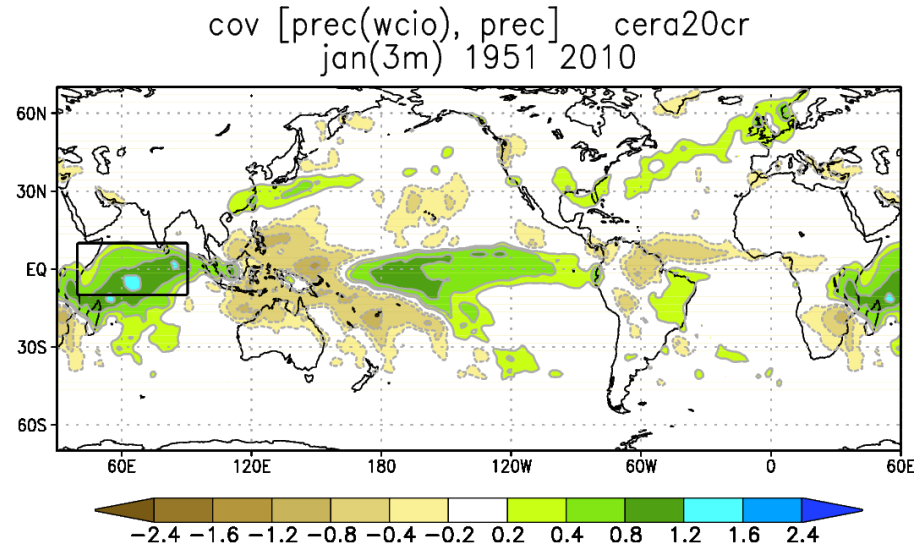 cov [prec(wcio), prec] cera20cr
jan(3m) 1951 2010
60N
30N
EQ
30S
60S
60E 120E 180 120W 60W 0 60E
-2.4 -1.6 -1.2 -0.8 -0.4 -0.2 0.2 0.4 0.8 1.2 1.6 2.4